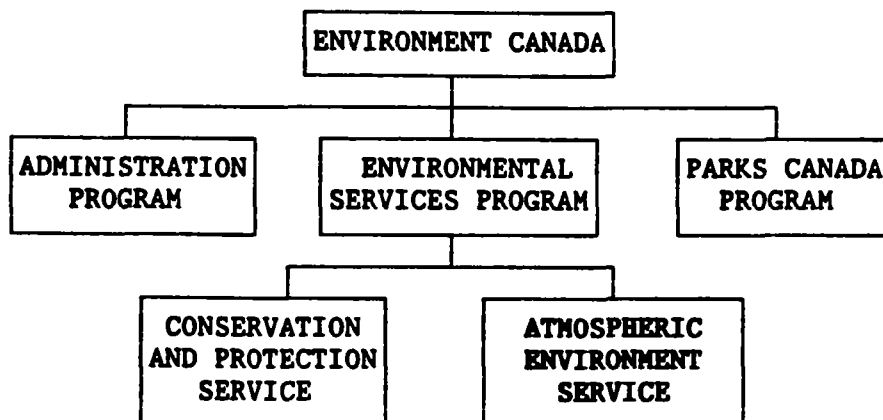 ENVIRONMENT CANADA
ADMINISTRATION
PROGRAM
ENVIRONMENTAL
SERVICES PROGRAM
PARKS CANADA
PROGRAM
CONSERVATION
AND PROTECTION
SERVICE
ATMOSPHERIC
ENVIRONMENT
SERVICE